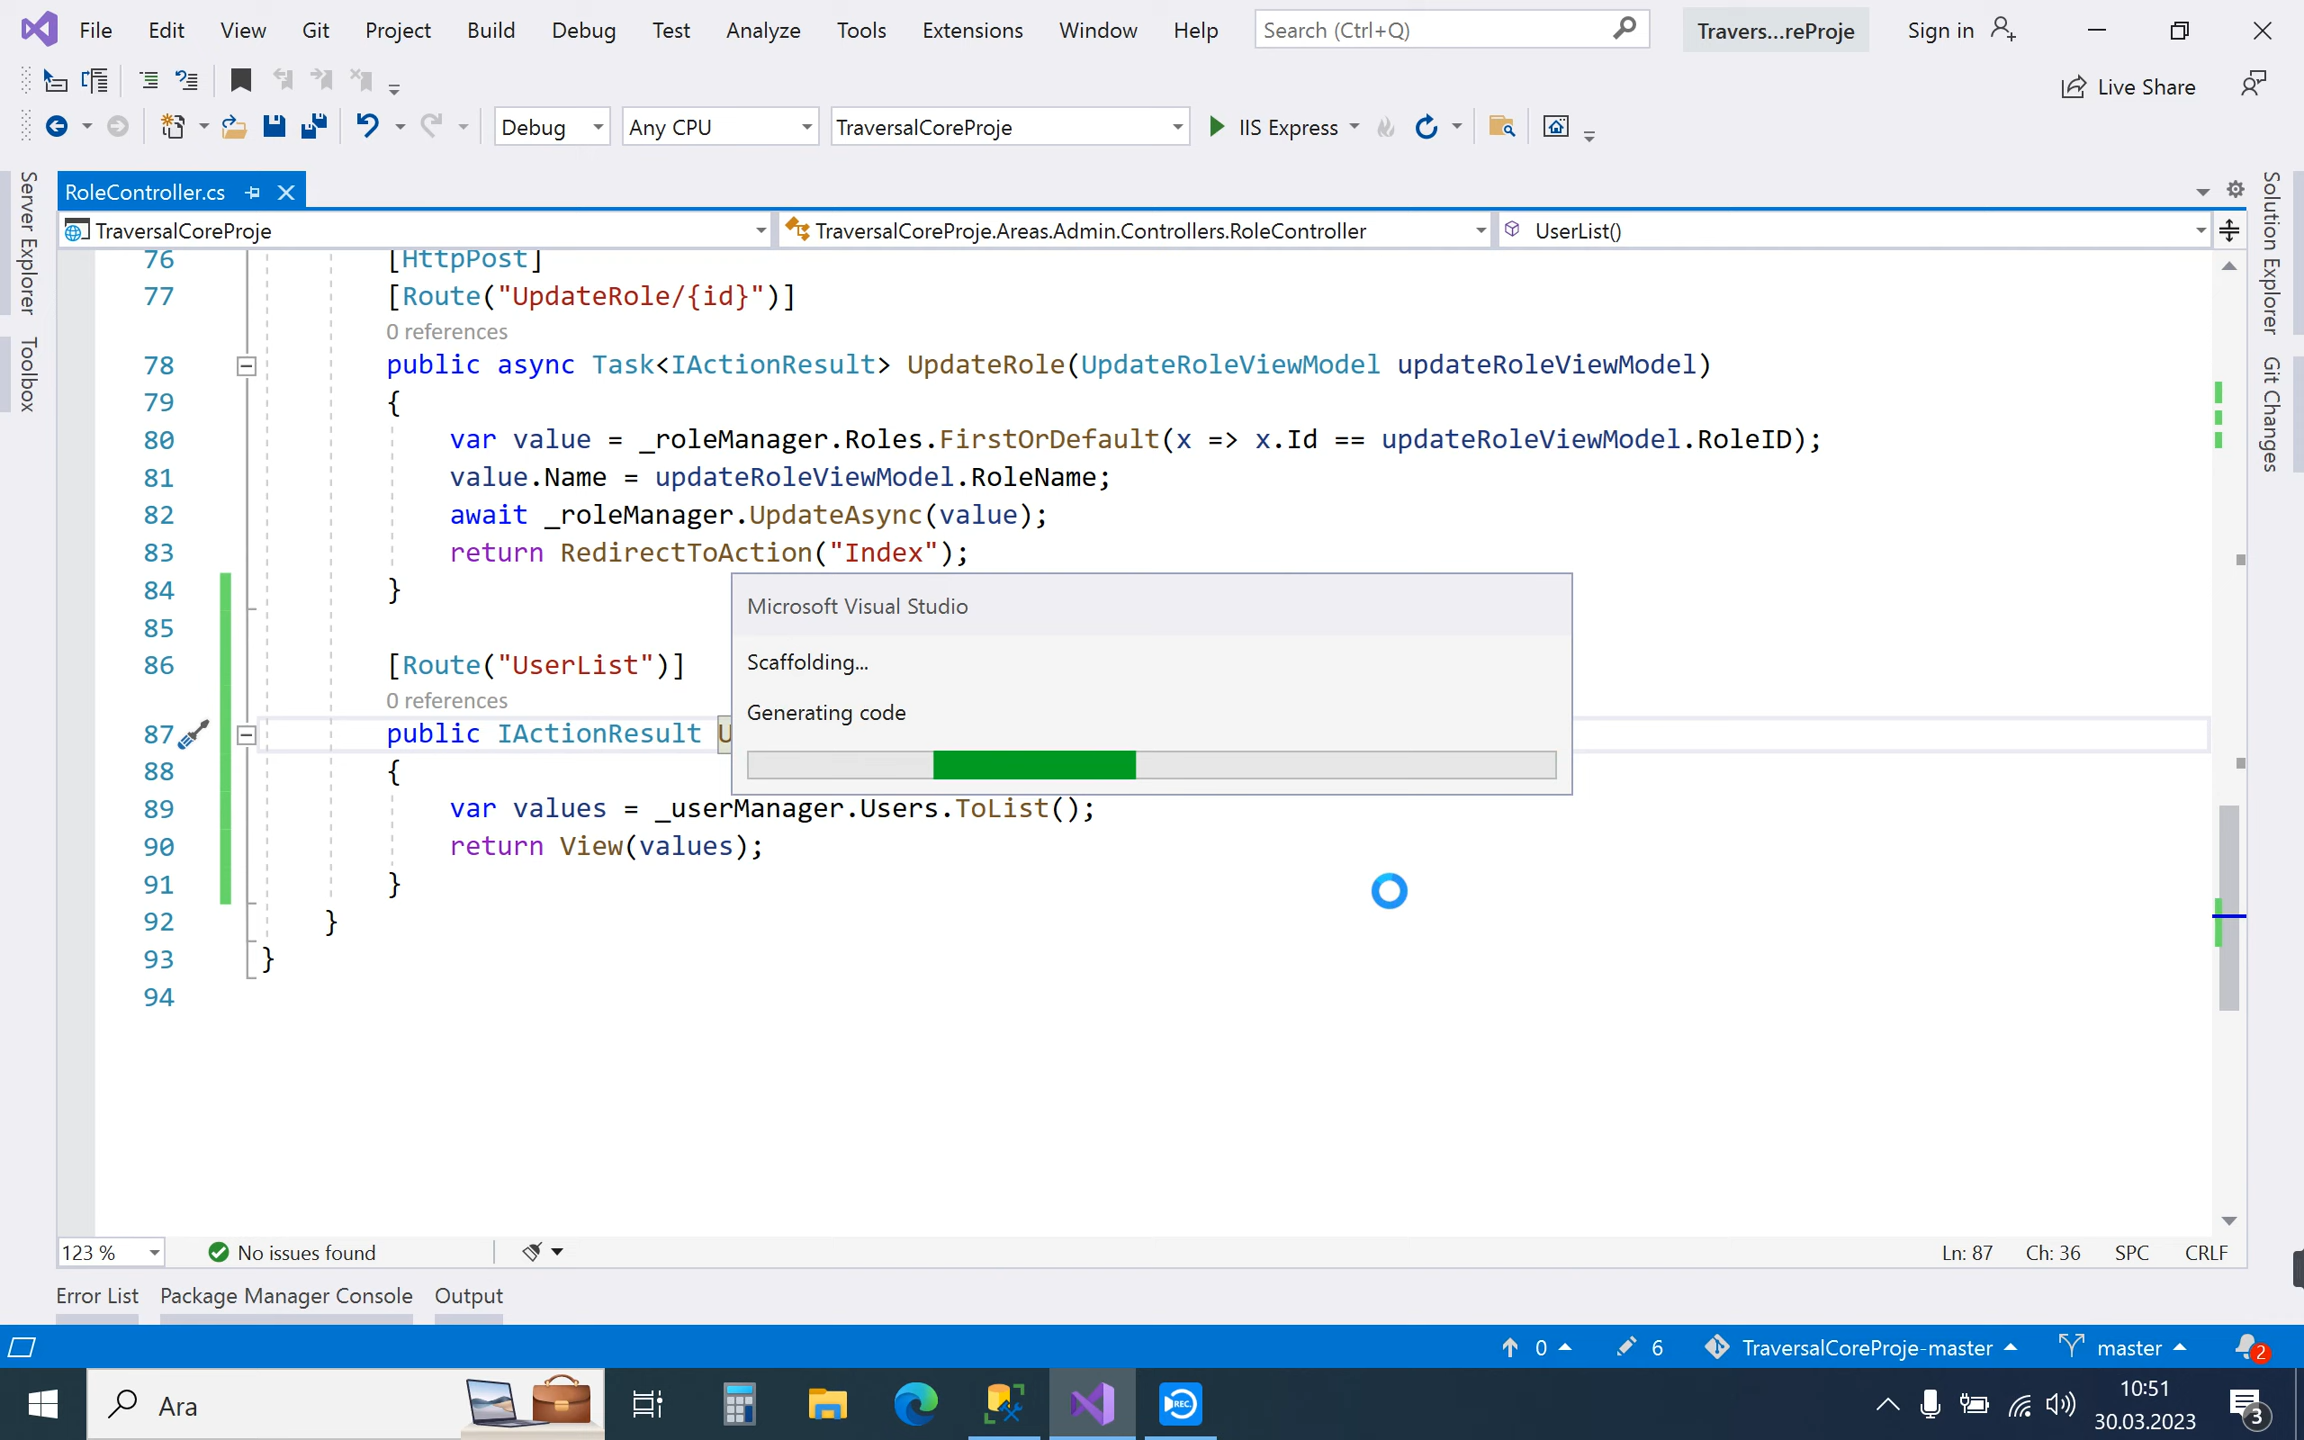 File Edit View Git Project Build Debug Test Analyze Tools Extensions Window Help Search (Ctrl+Q) Travers...reProje Sign in
Live Share
Debug Any CPU TraversalCoreProje IIS Express
Server Explorer
Toolbox
RoleController.cs
TraversalCoreProje TraversalCoreProje.Areas.Admin.Controllers.RoleController UserList()
76 [HttpPost]
77 [Route("UpdateRole/{id}")]
0 references
78 public async Task<IActionResult> UpdateRole(UpdateRoleViewModel updateRoleViewModel)
79 {
80 var value = _roleManager.Roles.FirstOrDefault(x => x.Id == updateRoleViewModel.RoleID);
81 value.Name = updateRoleViewModel.RoleName;
82 await _roleManager.UpdateAsync(value);
83 return RedirectToAction("Index");
84 }
85
86 [Route("UserList")]
0 references
87 public IActionResult U
88 {
89 var values = _userManager.Users.ToList();
90 return View(values);
91 }
92 }
93 }
94
Microsoft Visual Studio
Scaffolding...
Generating code
Solution Explorer
Git Changes
123 % No issues found Ln: 87 Ch: 36 SPC CRLF
Error List Package Manager Console Output
0 6 TraversalCoreProje-master master 2
Ara
REC
10:51
30.03.2023
3